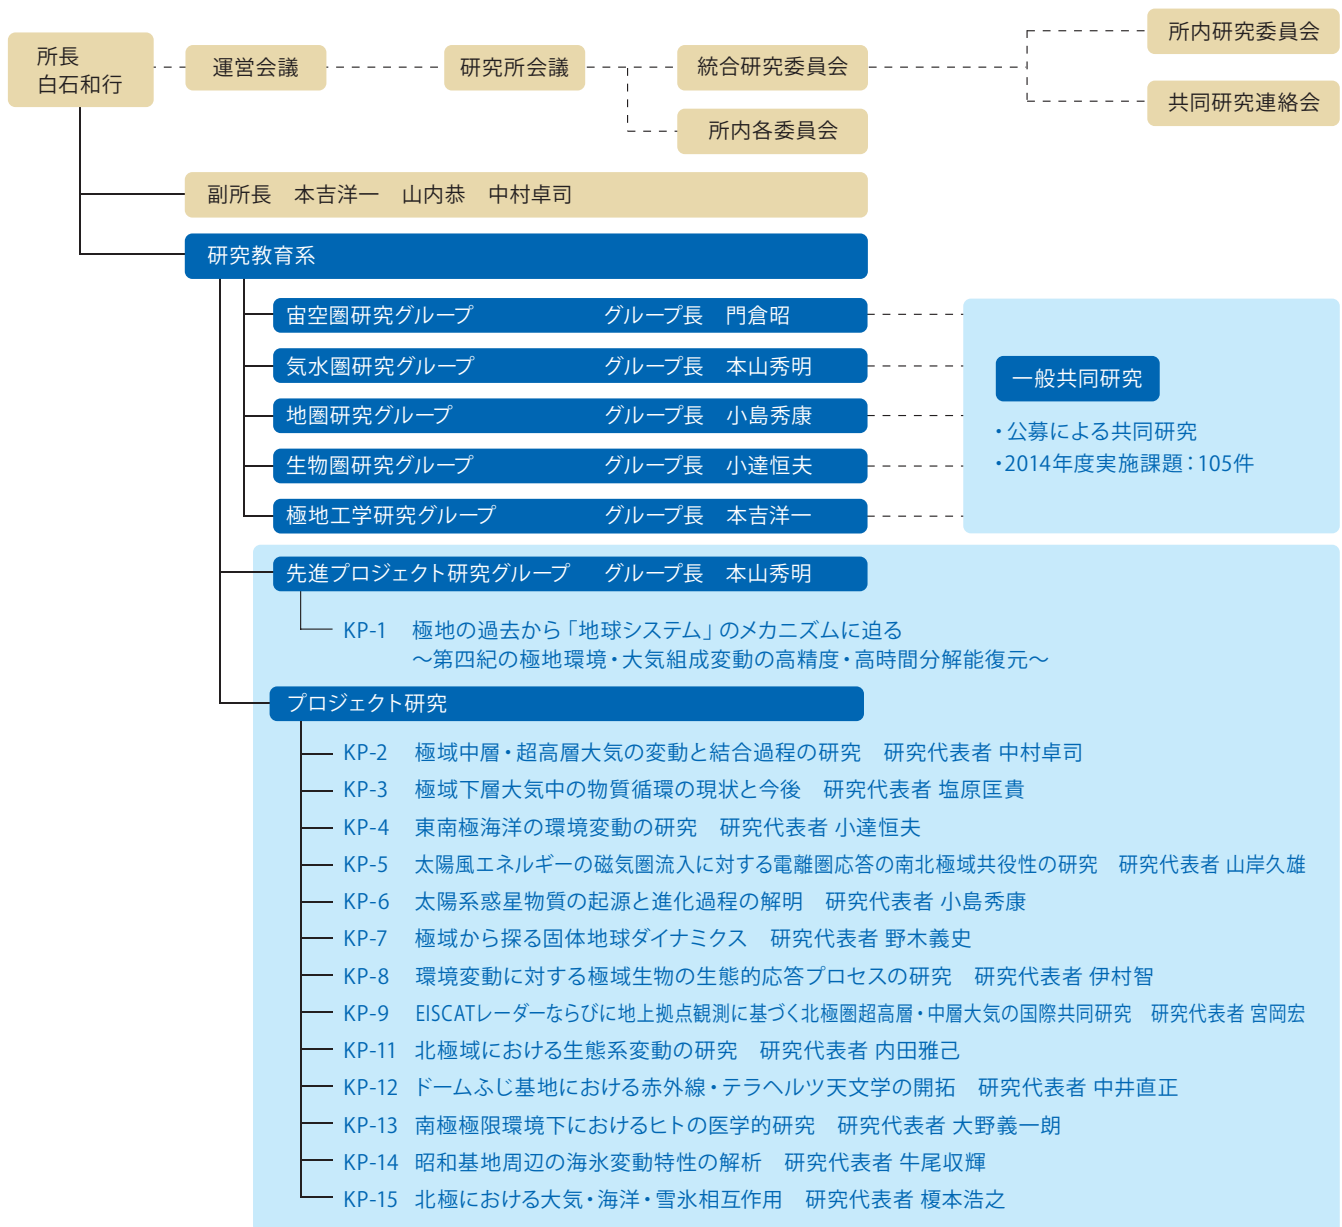 所長
白石和行
運営会議
研究所会議
統合研究委員会
所内研究委員会
共同研究連絡会
所内各委員会
副所長　本吉洋一　山内恭　中村卓司
研究教育系
宙空圏研究グループ　グループ長　門倉昭
気水圏研究グループ　グループ長　本山秀明
地圏研究グループ　グループ長　小島秀康
生物圏研究グループ　グループ長　小達恒夫
極地工学研究グループ　グループ長　本吉洋一
一般共同研究
・公募による共同研究
・2014年度実施課題：105件
先進プロジェクト研究グループ　グループ長　本山秀明
KP-1　極地の過去から「地球システム」のメカニズムに迫る
～第四紀の極地環境・大気組成変動の高精度・高時間分解能復元～
プロジェクト研究
KP-2　極域中層・超高層大気の変動と結合過程の研究　研究代表者 中村卓司
KP-3　極域下層大気中の物質循環の現状と今後　研究代表者 塩原匡貴
KP-4　東南極海洋の環境変動の研究　研究代表者 小達恒夫
KP-5　太陽風エネルギーの磁気圏流入に対する電離圏応答の南北極域共役性の研究　研究代表者 山岸久雄
KP-6　太陽系惑星物質の起源と進化過程の解明　研究代表者 小島秀康
KP-7　極域から探る固体地球ダイナミクス　研究代表者 野木義史
KP-8　環境変動に対する極域生物の生態的応答プロセスの研究　研究代表者 伊村智
KP-9　EISCATレーダーならびに地上拠点観測に基づく北極圏超高層・中層大気の国際共同研究　研究代表者 宮岡宏
KP-11　北極域における生態系変動の研究　研究代表者 内田雅己
KP-12　ドームふじ基地における赤外線・テラヘルツ天文学の開拓　研究代表者 中井直正
KP-13　南極極限環境下におけるヒトの医学的研究　研究代表者 大野義一朗
KP-14　昭和基地周辺の海氷変動特性の解析　研究代表者 牛尾収輝
KP-15　北極における大気・海洋・雪氷相互作用　研究代表者 榎本浩之